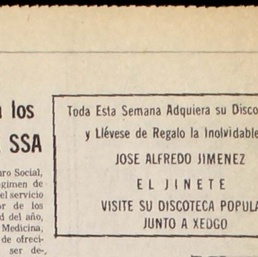 los
SSA
uro Social,
gimen de
el servicio
or de los
d del año,
Medicina,
de ofreci-
ser de-
Toda Esta Semana Adquiera su Disco
y Llévese de Regalo la Inolvidable
JOSE ALFREDO JIMENEZ
EL JINETE
VISITE SU DISCOTECA POPULA
JUNTO A XEDGO